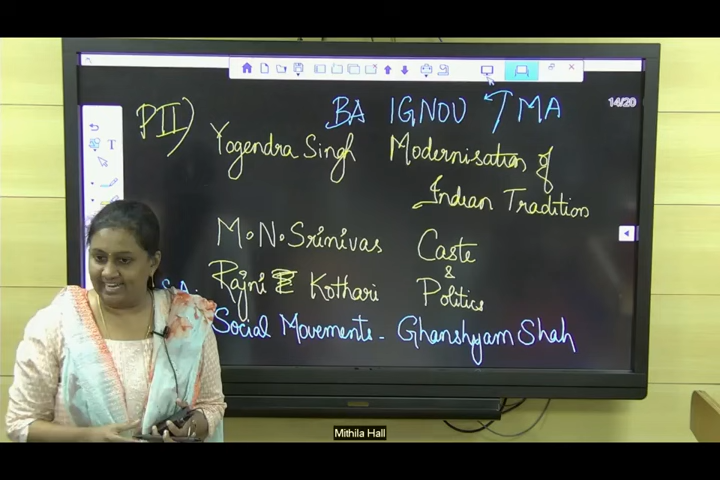 14/20
BA IGNOU MA
PII) Yogendra Singh Modernisation of
Indian Tradition
M.N. Srinivas Caste
&
Rajni Kothari Politics
Social Movements - Ghanshyam Shah
Mithila Hall